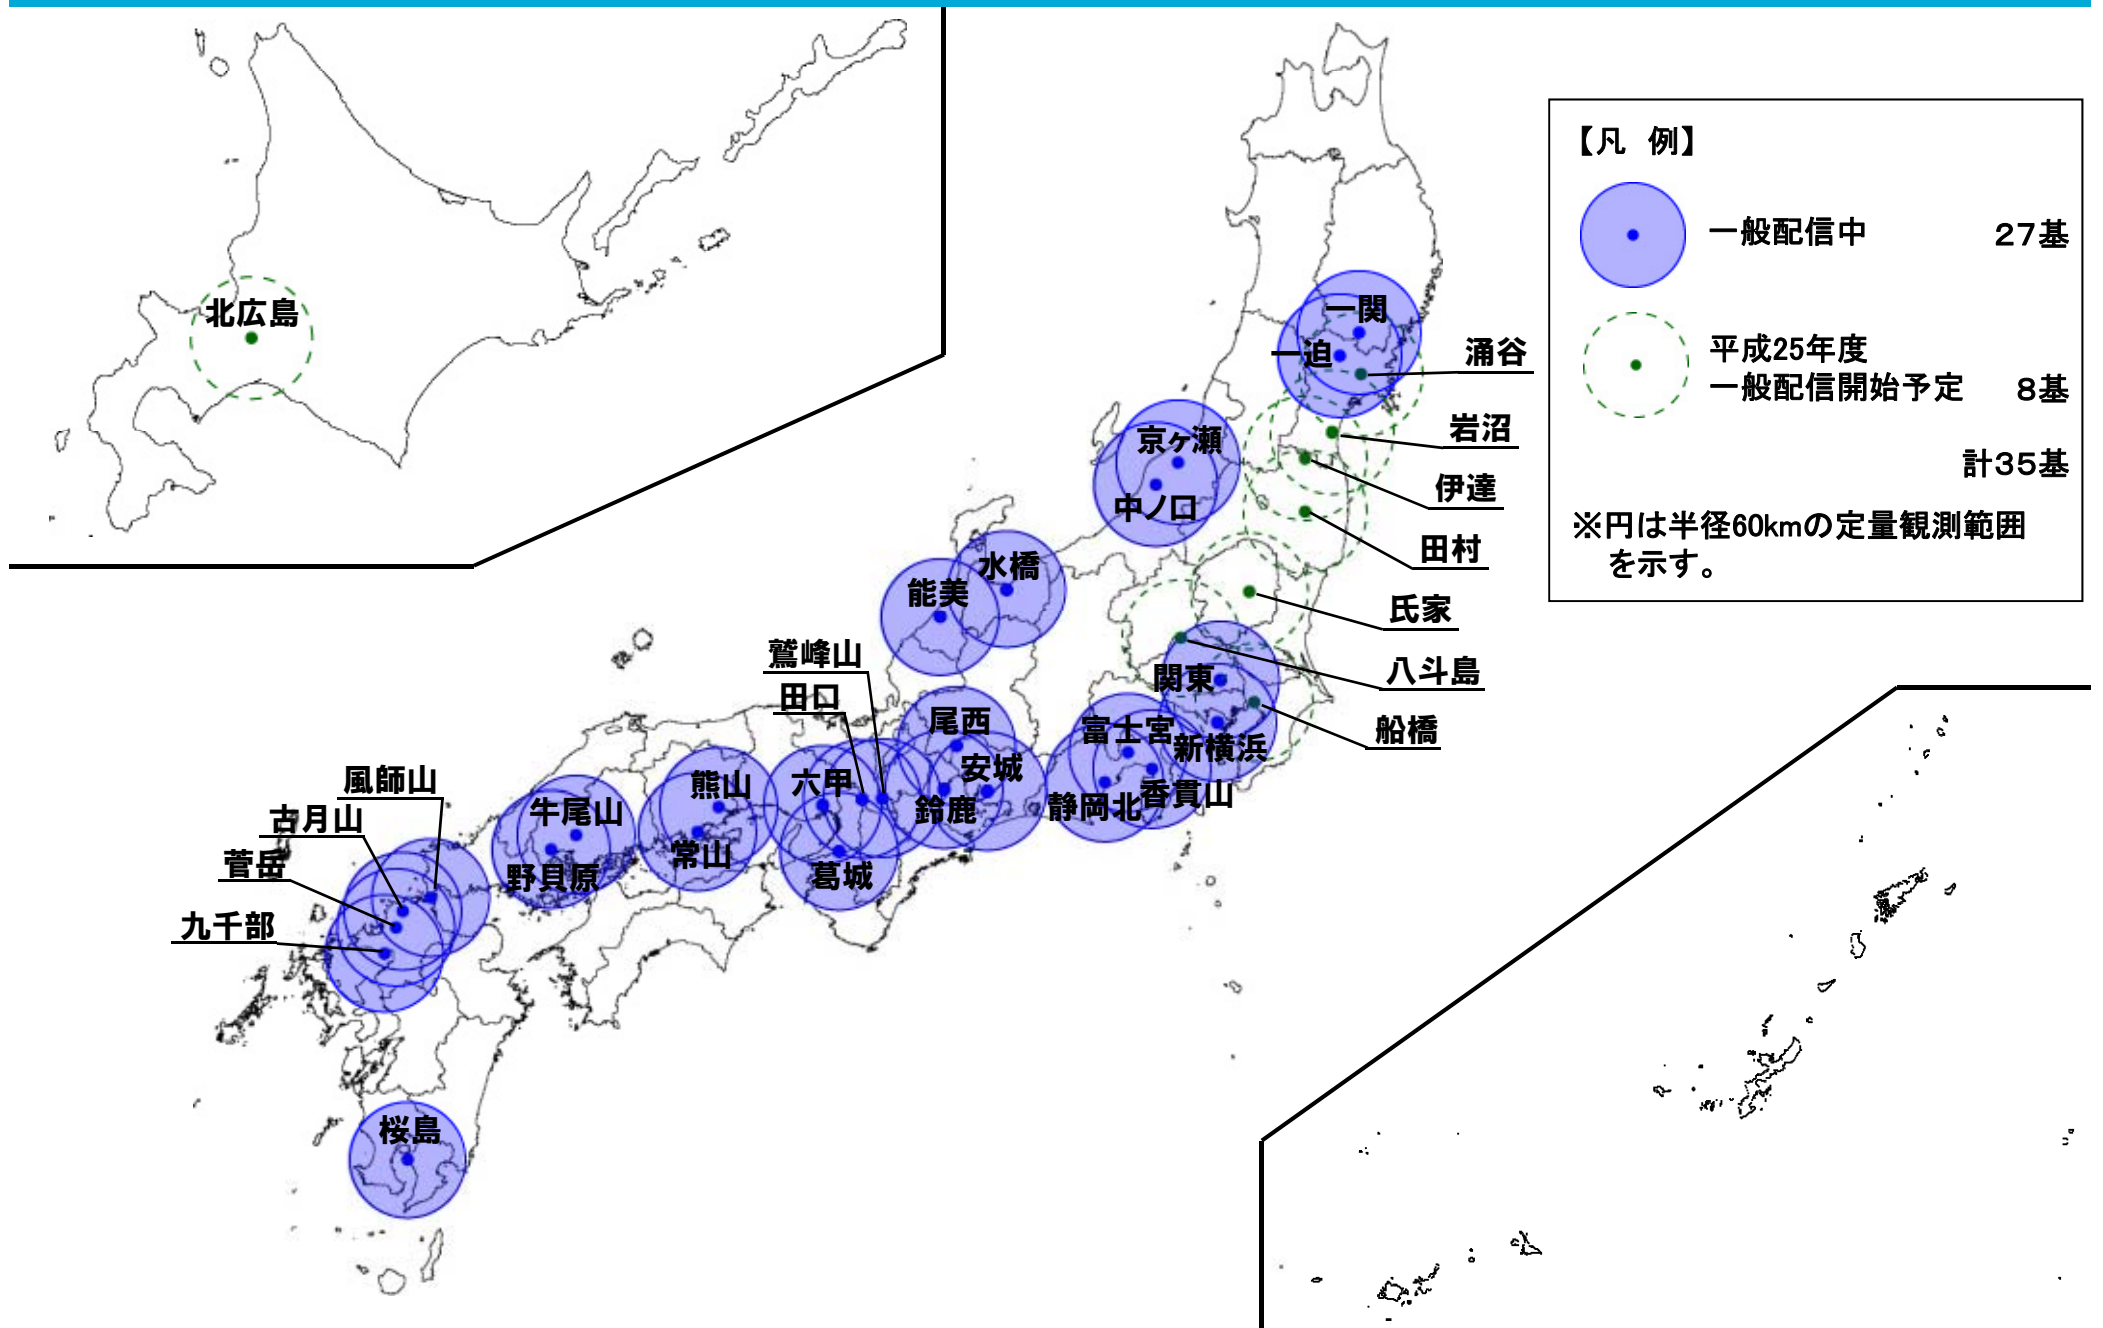 北広島
一関
一迫
涌谷
岩沼
伊達
田村
氏家
八斗島
船橋
京ヶ瀬
中ノ口
水橋
能美
鷲峰山
田口
尾西
安城
鈴鹿
六甲
葛城
熊山
常山
牛尾山
野貝原
風師山
古月山
菅岳
九千部
桜島
関東
新横浜
富士宮
香貫山
静岡北
【凡 例】
一般配信中 27基
平成25年度
一般配信開始予定 8基
計35基
※円は半径60kmの定量観測範囲
を示す。